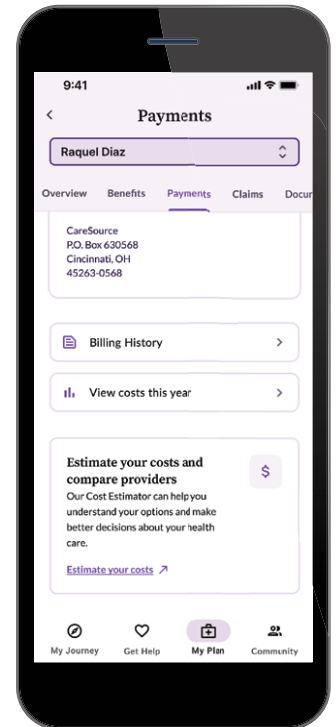 9:41
Payments
Raquel Diaz
Overview Benefits Payments Claims Docur
CareSource
P.O. Box 630568
Cincinnati, OH
45263-0568
Billing History
View costs this year
Estimate your costs and
compare providers
$
Our Cost Estimator can help you
understand your options and make
better decisions about your health
care.
Estimate your costs
My Journey Get Help My Plan Community